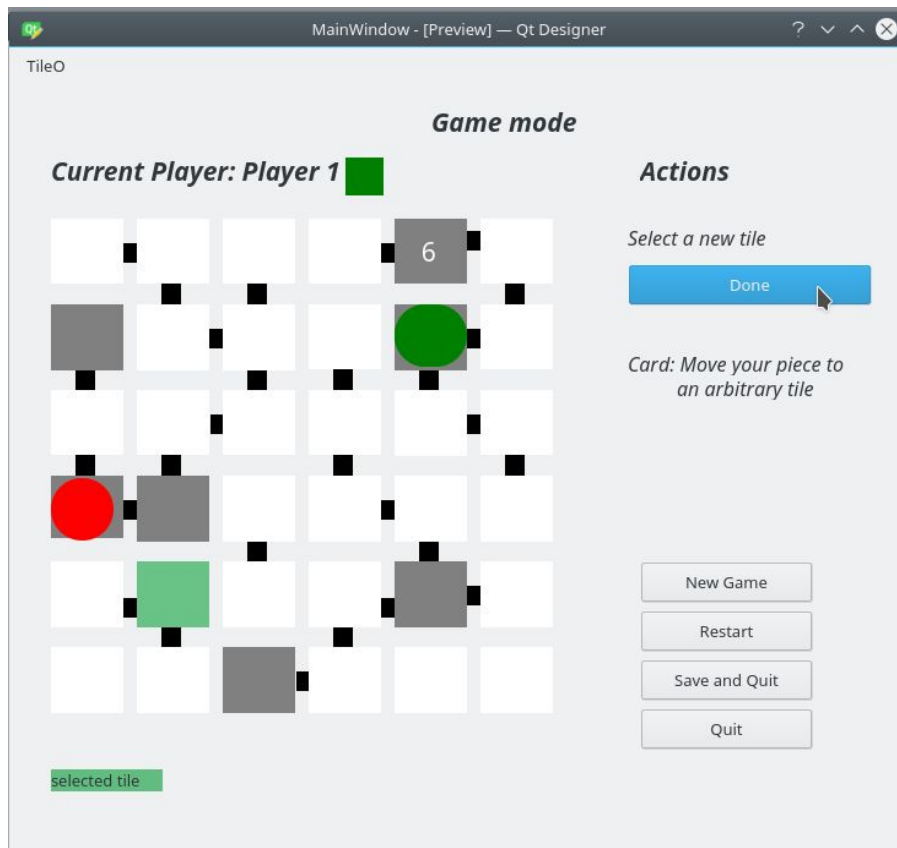 MainWindow - [Preview] — Qt Designer
TileO
Game mode
Current Player: Player 1
Actions
6
Select a new tile
Done
Card: Move your piece to
an arbitrary tile
New Game
Restart
Save and Quit
Quit
selected tile